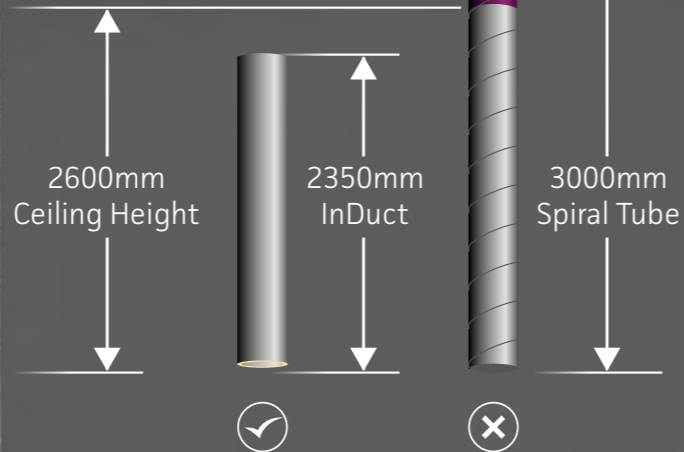 2600mm
Ceiling Height
2350mm
InDuct
3000mm
Spiral Tube